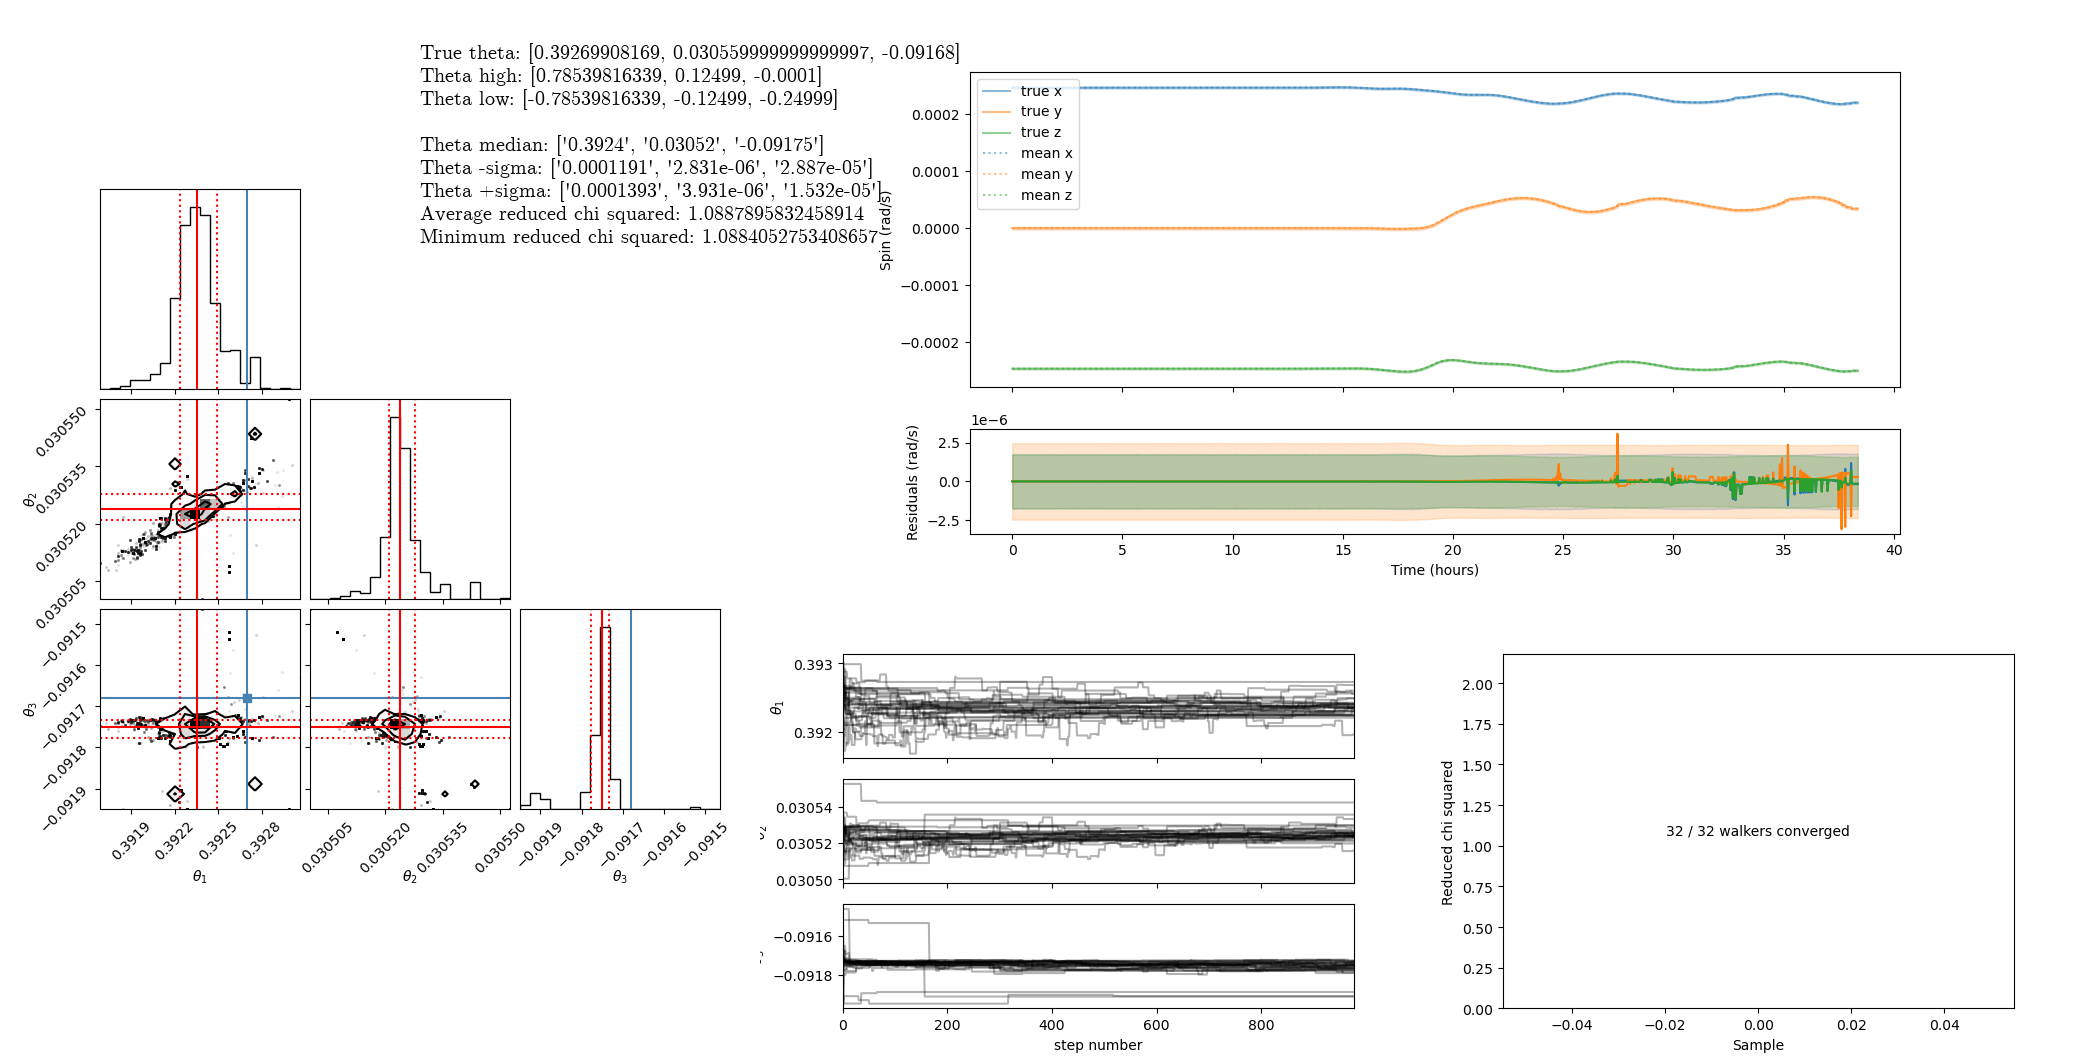 True theta: [0.39269908169, 0.030559999999999997, -0.09168]
Theta high: [0.78539816339, 0.12499, -0.0001]
Theta low: [-0.78539816339, -0.12499, -0.24999]
Theta median: ['0.3924', '0.03052', '-0.09175']
Theta -sigma: ['0.0001191', '2.831e-06', '2.887e-05']
Theta +sigma: ['0.0001393', '3.931e-06', '1.532e-05']
Average reduced chi squared: 1.0887895832458914
Minimum reduced chi squared: 1.0884052753408657
true x
true y
true z
mean x
mean y
mean z
Spin (rad/s)
0.0002
0.0001
0.0000
−0.0001
−0.0002
1e−6
Residuals (rad/s)
2.5
0.0
−2.5
0 5 10 15 20 25 30 35 40
Time (hours)
θ2
0.030550
0.030535
0.030520
0.030505
θ3
−0.0915
−0.0916
−0.0917
−0.0918
−0.0919
0.3919 0.3922 0.3925 0.3928
θ1
0.030505 0.030520 0.030535 0.030550
θ2
−0.0919 −0.0918 −0.0917 −0.0916 −0.0915
θ3
θ1
0.393
0.392
0.03054
0.03052
0.03050
−0.0916
−0.0918
0 200 400 600 800
step number
Reduced chi squared
2.00
1.75
1.50
1.25
1.00
0.75
0.50
0.25
0.00
32 / 32 walkers converged
−0.04 −0.02 0.00 0.02 0.04
Sample